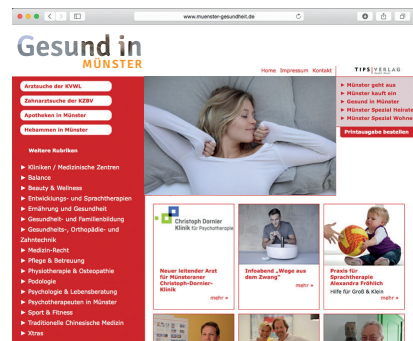 www.muenster-gesundheit.de
Gesund in
MÜNSTER
Home Impressum Kontakt
TIPS VERLAG
Arztsuche der KVWL
Zahnarztsuche der KZBV
Apotheken in Münster
Hebammen in Münster
Weitere Rubriken
► Kliniken / Medizinische Zentren
► Balance
► Beauty & Wellness
► Entwicklungs- und Sprachtherapien
► Ernährung und Gesundheit
► Gesundheit- und Familienbildung
► Gesundheits-, Orthopädie- und
Zahntechnik
► Medizin-Recht
► Pflege & Betreuung
► Physiotherapie & Osteopathie
► Podologie
► Psychologie & Lebensberatung
► Psychotherapeuten in Münster
► Sport & Fitness
► Traditionelle Chinesische Medizin
► Xtras
► Münster geht aus
► Münster kauft ein
► Gesund in Münster
► Münster Spezial Heirate
► Münster Spezial Wohne
Printausgabe bestellen
Christoph Dornier
Klinik für Psychotherapie
Neuer leitender Arzt
für Münsteraner
Christoph-Dornier-
Klinik
mehr »
Infoabend „Wege aus
dem Zwang"
mehr »
Praxis für
Sprachtherapie
Alexandra Fröhlich
Hilfe für Groß & Klein
mehr »